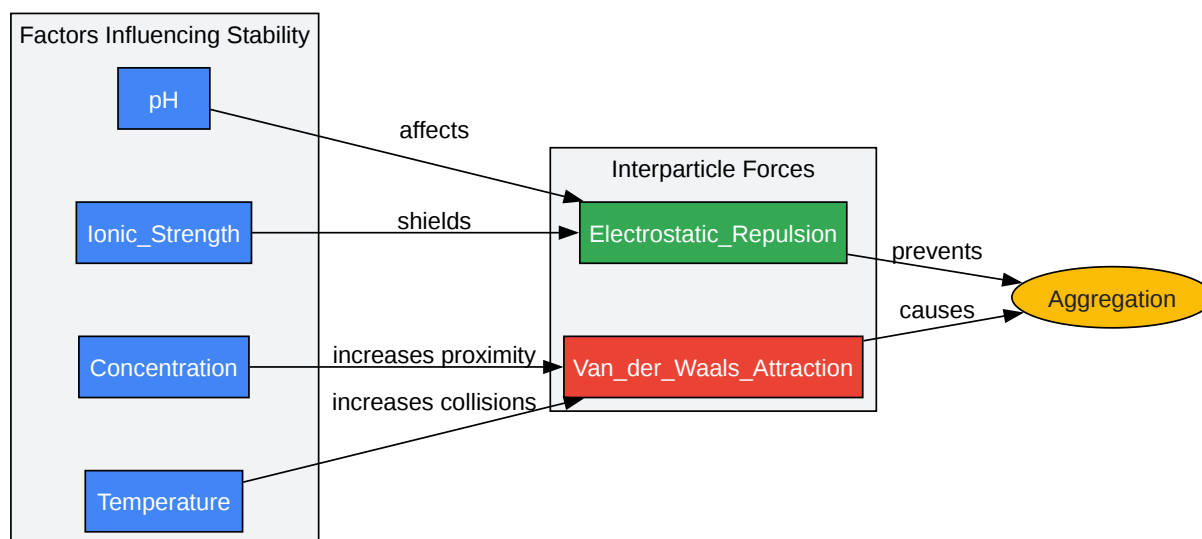 Factors Influencing Stability
pH
affects
Interparticle Forces
Ionic_Strength
shields
Electrostatic_Repulsion
prevents
Aggregation
causes
Concentration
increases proximity
Van_der_Waals_Attraction
increases collisions
Temperature